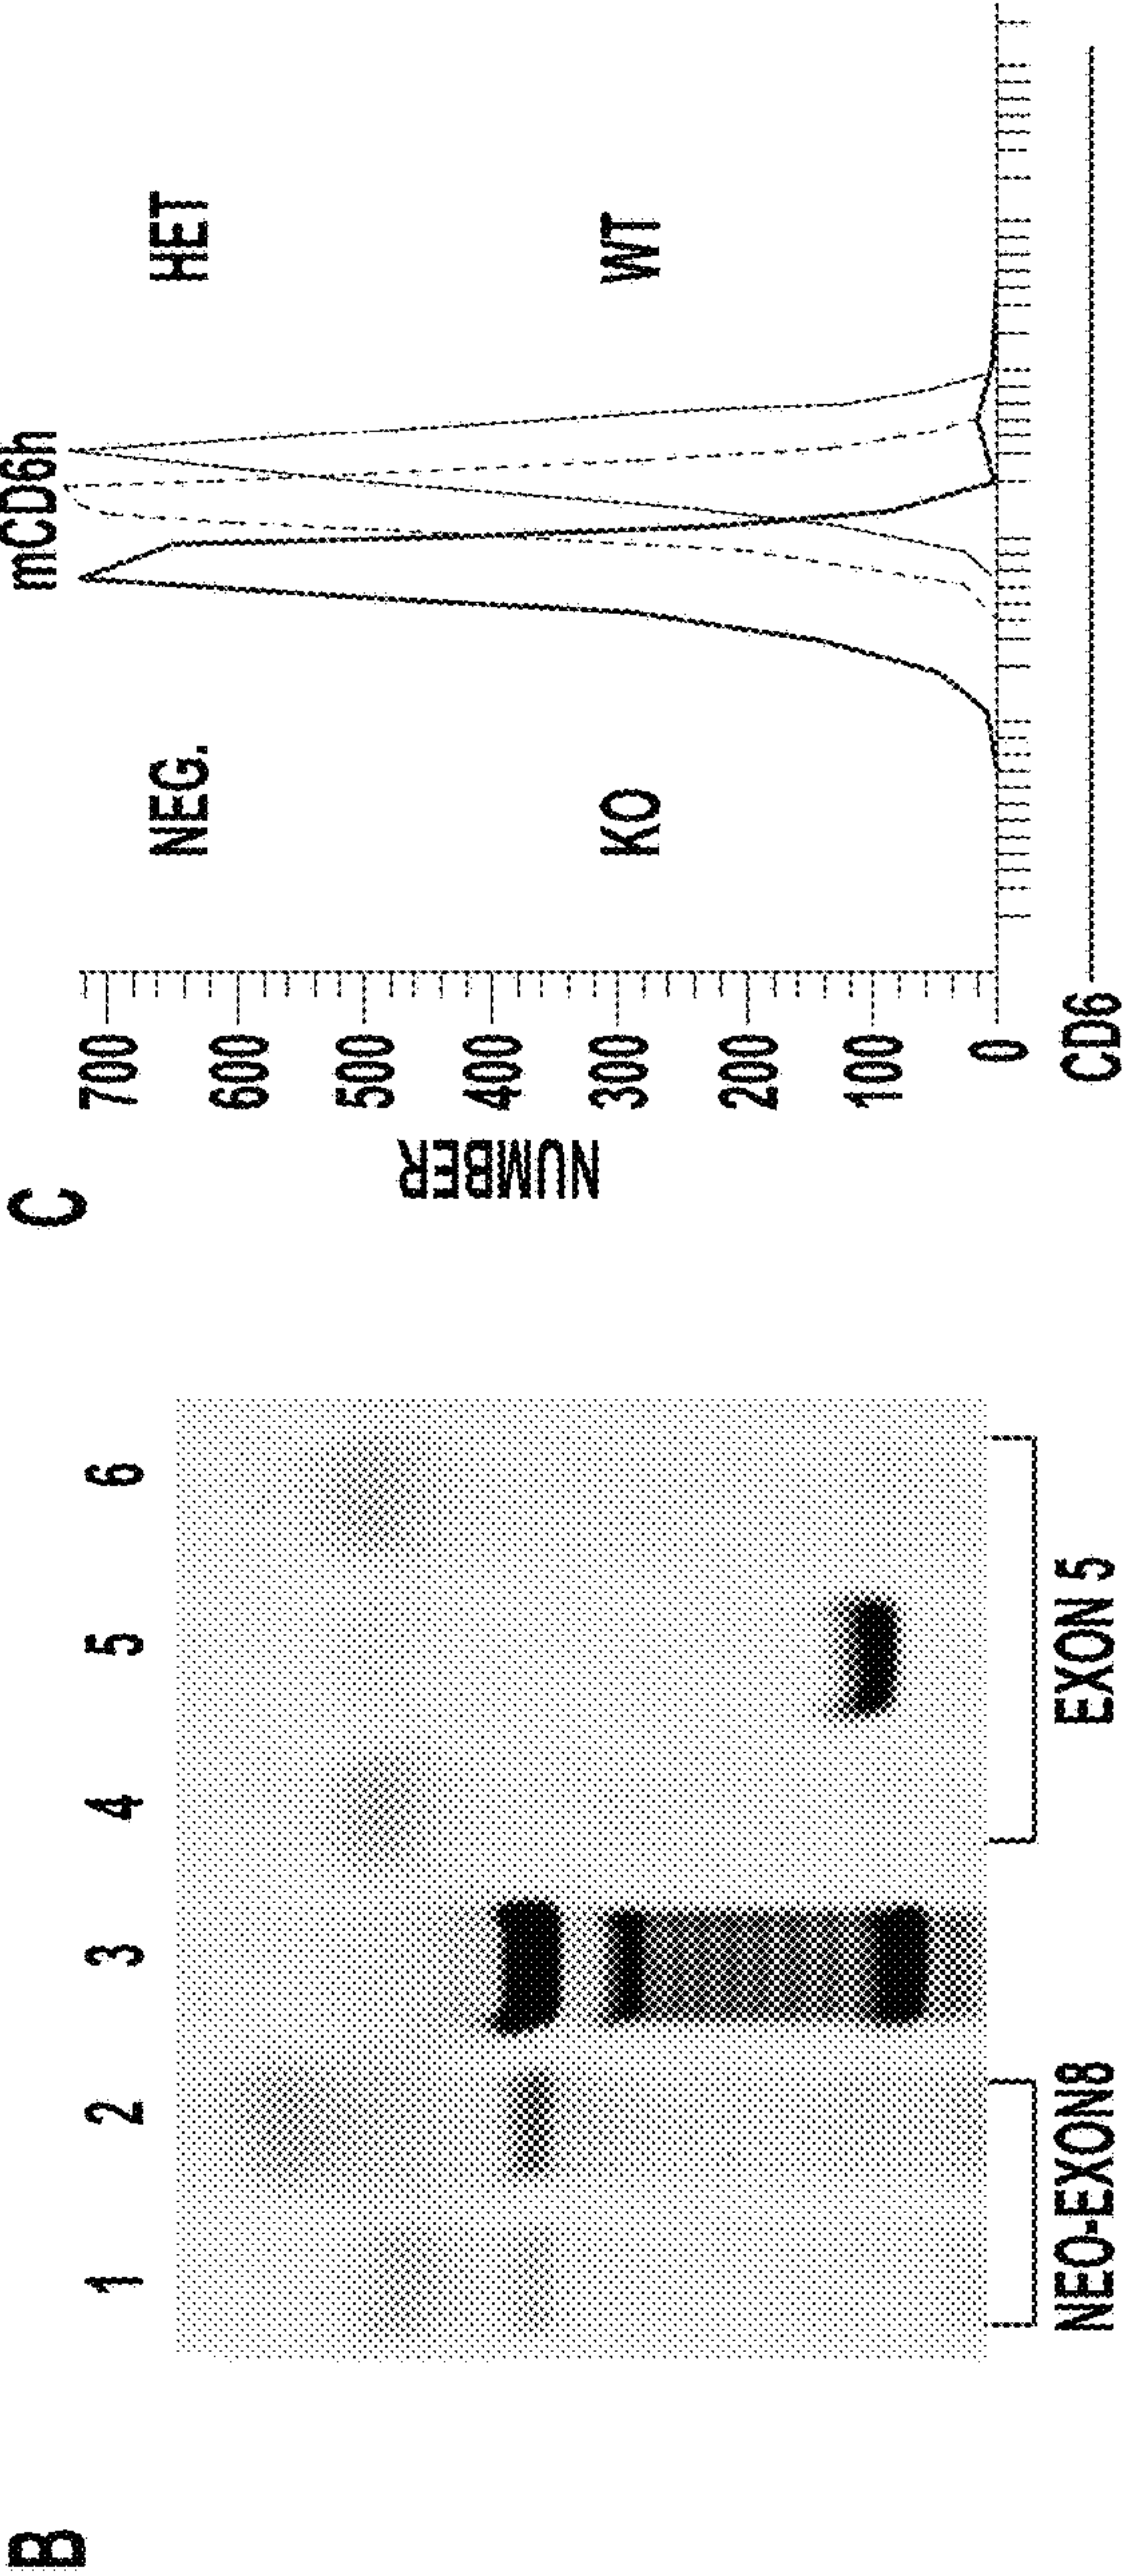 B
1 2 3 4 5 6
NEO-EXON8
EXON 5
C
mCD6h
NEG.
HET
KO
WT
NUMBER
700
600
500
400
300
200
100
0
CD6